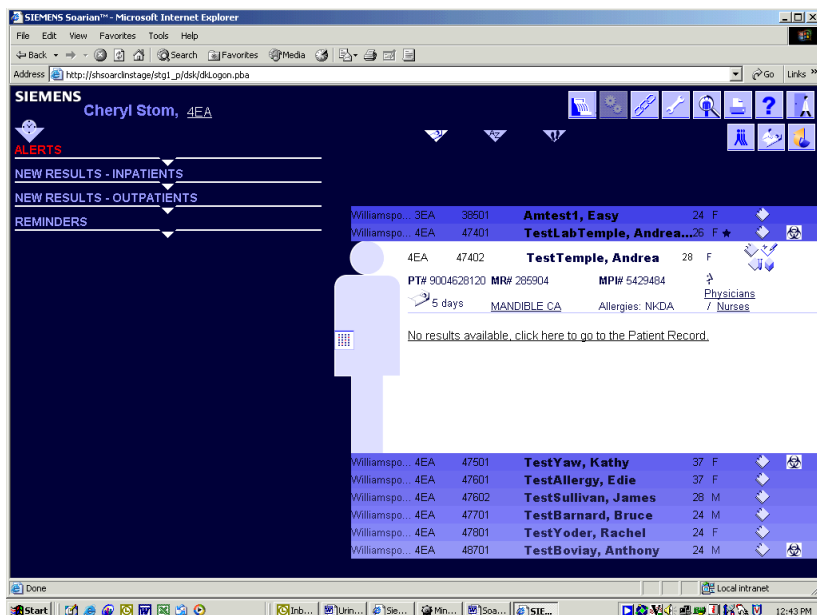 SIEMENS Soarian™ - Microsoft Internet Explorer
File Edit View Favorites Tools Help
Back Search Favorites Media
Address http://shsoarclinstage/stg1_p/dsk/dkLogon.pba Go Links »
SIEMENS
Cheryl Stom, 4EA
ALERTS
NEW RESULTS - INPATIENTS
NEW RESULTS - OUTPATIENTS
REMINDERS
Williamspo... 3EA 38501 Amtest1, Easy 24 F
Williamspo... 4EA 47401 TestLabTemple, Andrea... 26 F
4EA 47402 TestTemple, Andrea 28 F
PT# 9004628120 MR# 285904 MPI# 5429484
5 days MANDIBLE CA Allergies: NKDA Physicians / Nurses
No results available, click here to go to the Patient Record.
Williamspo... 4EA 47501 TestYaw, Kathy 37 F
Williamspo... 4EA 47601 TestAllergy, Edie 37 F
Williamspo... 4EA 47602 TestSullivan, James 28 M
Williamspo... 4EA 47701 TestBarnard, Bruce 24 M
Williamspo... 4EA 47801 TestYoder, Rachel 24 F
Williamspo... 4EA 48701 TestBoviay, Anthony 24 M
Done Local intranet
Start Inb... Urin... Sie... Min... Soa... SIE... 12:43 PM